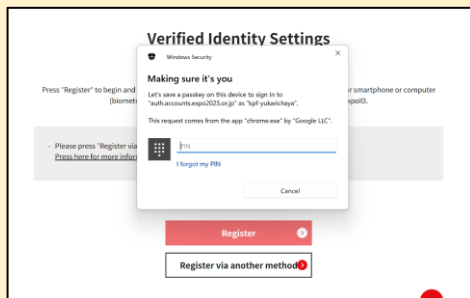 Verified Identity Settings
Windows Security
Making sure it's you
Let's save a passkey on this device to sign in to
"auth.accounts.expo2025.or.jp" as "kpf-yukarichaya".
This request comes from the app "chrome.exe" by "Google LLC".
PIN
I forgot my PIN
Cancel
Press "Register" to begin and
r smartphone or computer
(biomet
xpoID.
- Please press "Register via
Press here for more infor
Register
Register via another method